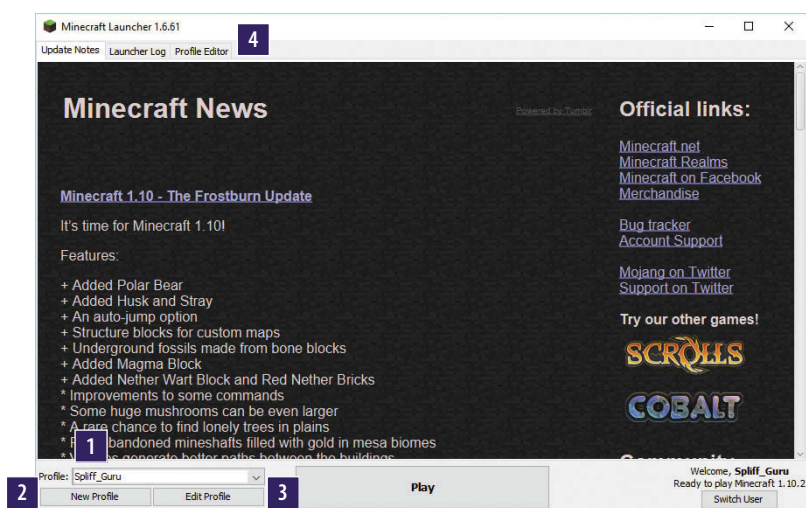 Minecraft Launcher 1.6.61
4
Update Notes Launcher Log Profile Editor
Minecraft News
Powered by Tumblr
Minecraft 1.10 - The Frostburn Update
It's time for Minecraft 1.10!
Features:
+ Added Polar Bear
+ Added Husk and Stray
+ An auto-jump option
+ Structure blocks for custom maps
+ Underground fossils made from bone blocks
+ Added Magma Block
+ Added Nether Wart Block and Red Nether Bricks
* Improvements to some commands
* Some huge mushrooms can be even larger
* A rare chance to find lonely trees in plains
abandoned mineshafts filled with gold in mesa biomes
generate better paths between the buildings
Official links:
Minecraft.net
Minecraft Realms
Minecraft on Facebook
Merchandise
Bug tracker
Account Support
Mojang on Twitter
Support on Twitter
Try our other games!
SCROLLS
COBALT
Community
1
Profile: Spliff_Guru
2
New Profile Edit Profile
3
Play
Welcome, Spliff_Guru
Ready to play Minecraft 1.10.2
Switch User